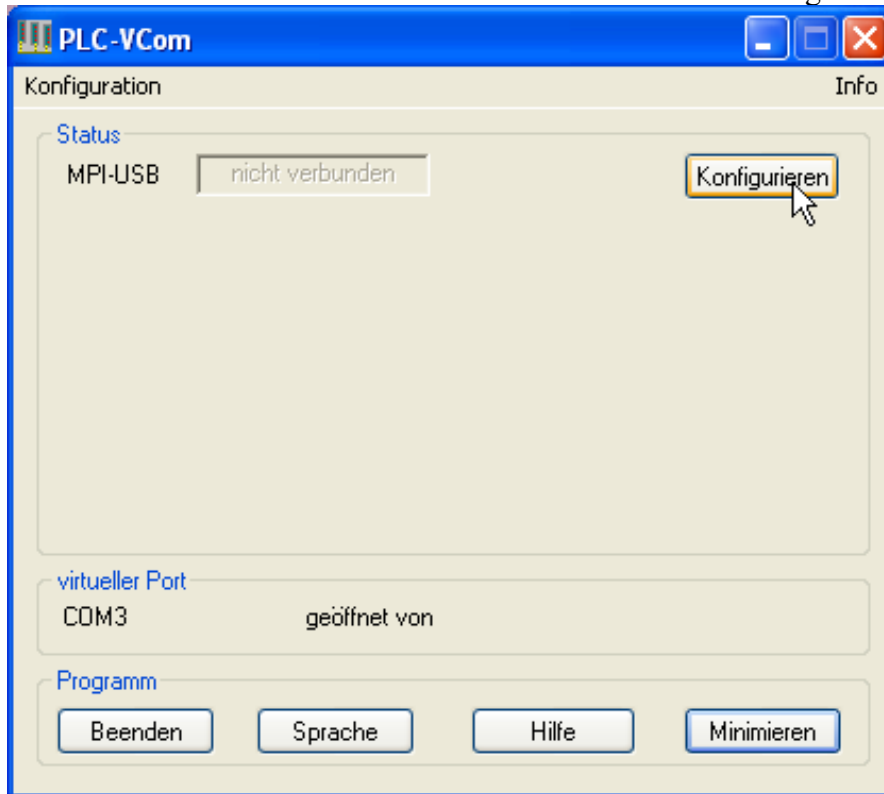 PLC-VCom
Konfiguration Info
Status
MPI-USB nicht verbunden Konfigurieren
virtueller Port
COM3 geöffnet von
Programm
Beenden Sprache Hilfe Minimieren